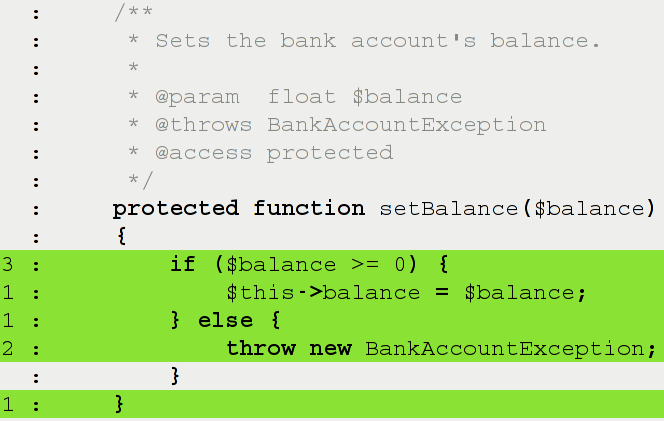 :      /**
:       * Sets the bank account's balance.
:       *
:       * @param  float $balance
:       * @throws BankAccountException
:       * @access protected
:       */
:      protected function setBalance($balance)
:      {
3 :          if ($balance >= 0) {
1 :              $this->balance = $balance;
1 :          } else {
2 :              throw new BankAccountException;
:          }
1 :      }